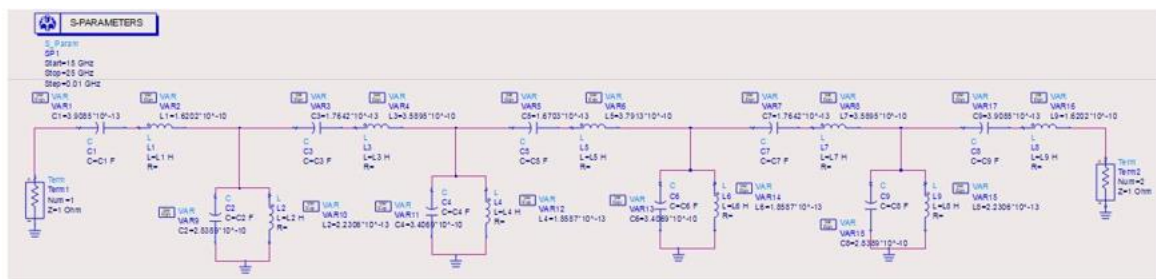 S-PARAMETERS
S_Param
SP1
Start=15 GHz
Stop=25 GHz
Step=0.01 GHz
VAR
VAR1
C1=3.9085*10^-13
VAR
VAR2
L1=1.6202*10^-10
VAR
VAR3
C3=1.7642*10^-13
VAR
VAR4
L3=3.5895*10^-10
VAR
VAR5
C5=1.6703*10^-13
VAR
VAR6
L5=3.7913*10^-10
VAR
VAR7
C7=1.7642*10^-13
VAR
VAR8
L7=3.5895*10^-10
VAR
VAR17
C9=3.9085*10^-13
VAR
VAR16
L9=1.6202*10^-10
C
C1
C=C1 F
L
L1
L=L1 H
R=
C
C3
C=C3 F
L
L3
L=L3 H
R=
C
C5
C=C5 F
L
L5
L=L5 H
R=
C
C7
C=C7 F
L
L7
L=L7 H
R=
C
C8
C=C9 F
L
L8
L=L9 H
R=
Term
Term1
Num=1
Z=1 Ohm
C
C2
C=C2 F
VAR
VAR9
C2=2.8389*10^-10
L
L2
L=L2 H
R=
VAR
VAR10
L2=2.2306*10^-13
VAR
VAR11
C4=3.4069*10^-10
C
C4
C=C4 F
L
L4
L=L4 H
R=
VAR
VAR12
L4=1.8587*10^-13
VAR
VAR13
C6=3.4069*10^-10
C
C6
C=C6 F
L
L6
L=L6 H
R=
VAR
VAR14
L6=1.8587*10^-13
C
C9
C=C8 F
VAR
VAR15
C8=2.8389*10^-10
L
L9
L=L8 H
R=
VAR
L8=2.2306*10^-13
Term
Term2
Num=2
Z=1 Ohm